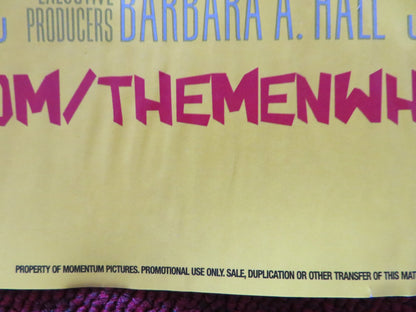 EXECUTIVE
PRODUCERS BARBARA A. HALL
OM/THEMENWH
PROPERTY OF MOMENTUM PICTURES. PROMOTIONAL USE ONLY. SALE, DUPLICATION OR OTHER TRANSFER OF THIS MAT